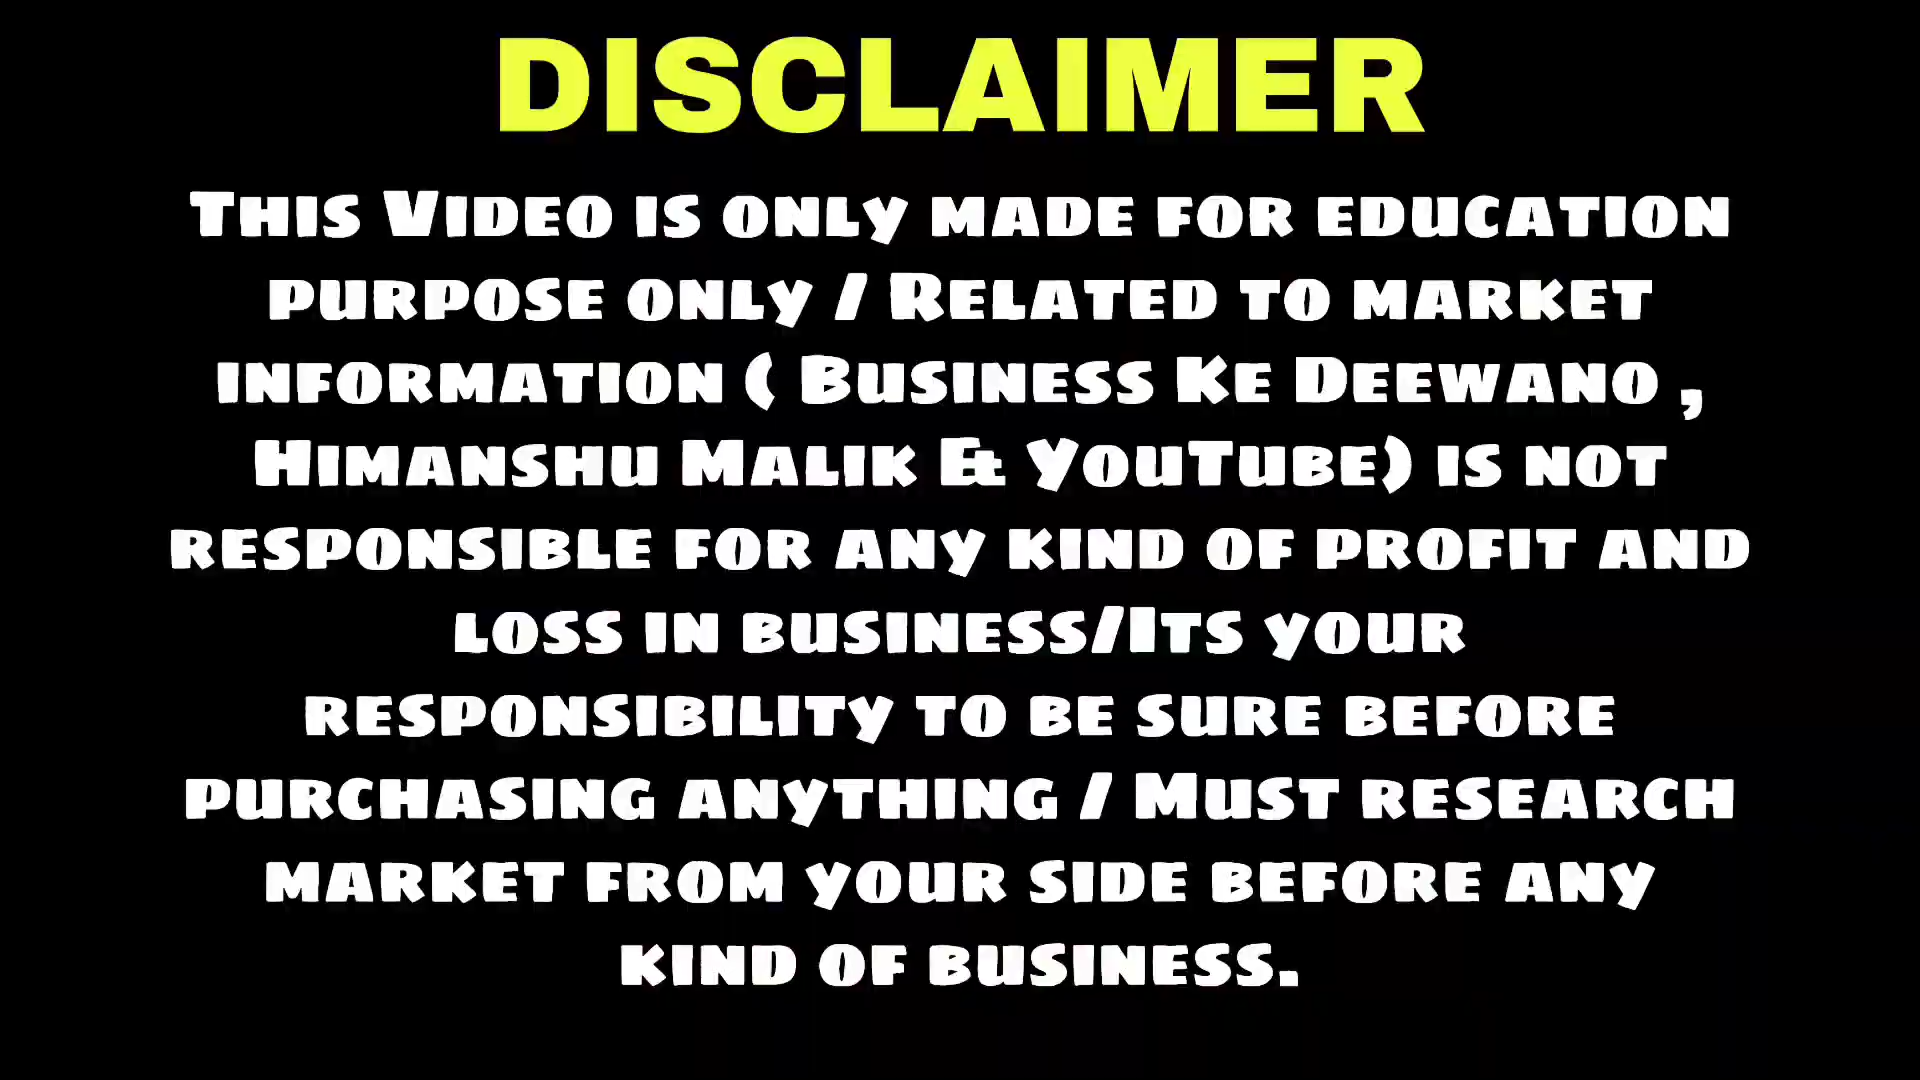 DISCLAIMER
This Video is only made for education
purpose only / Related to market
information ( Business Ke Deewano ,
Himanshu Malik & YouTube) is not
responsible for any kind of profit and
loss in business/Its your
responsibility to be sure before
purchasing anything / Must research
market from your side before any
kind of business.